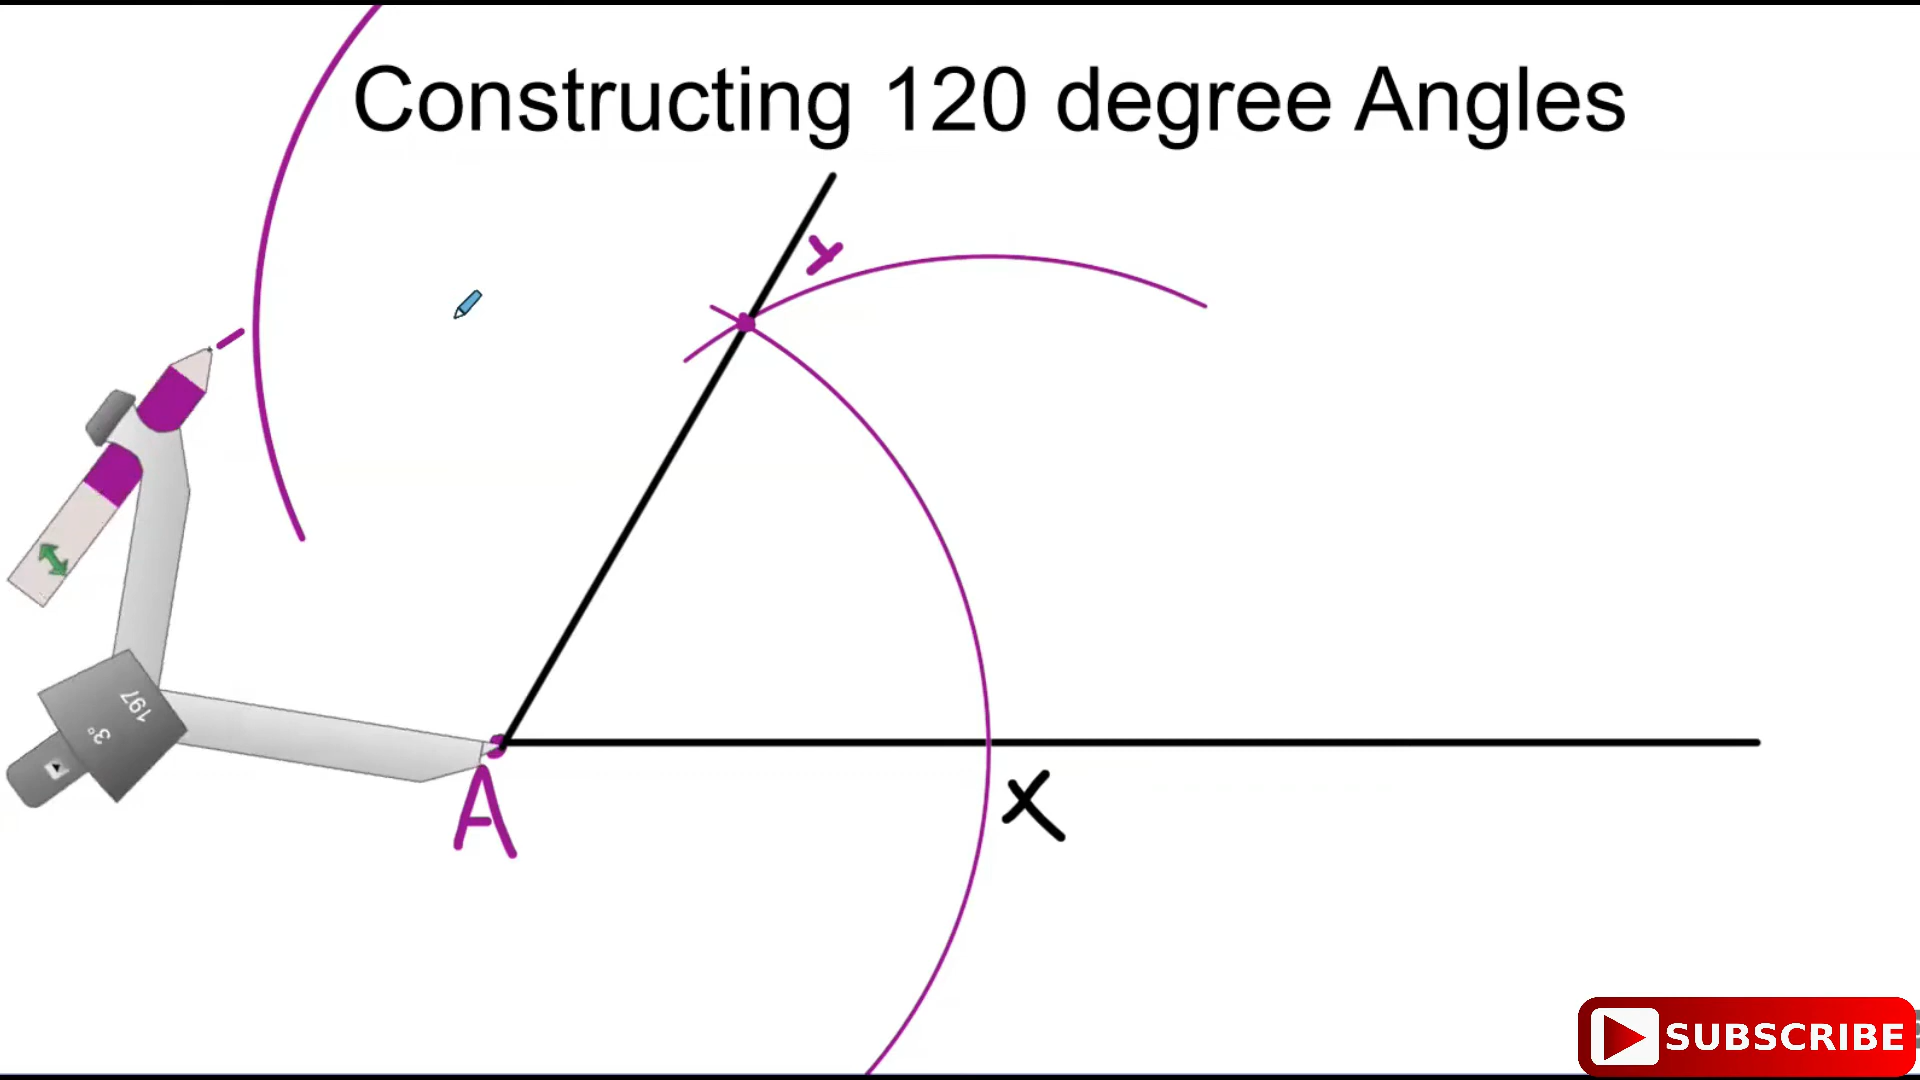 Constructing 120 degree Angles
Y
197
3°
A
X
SUBSCRIBE